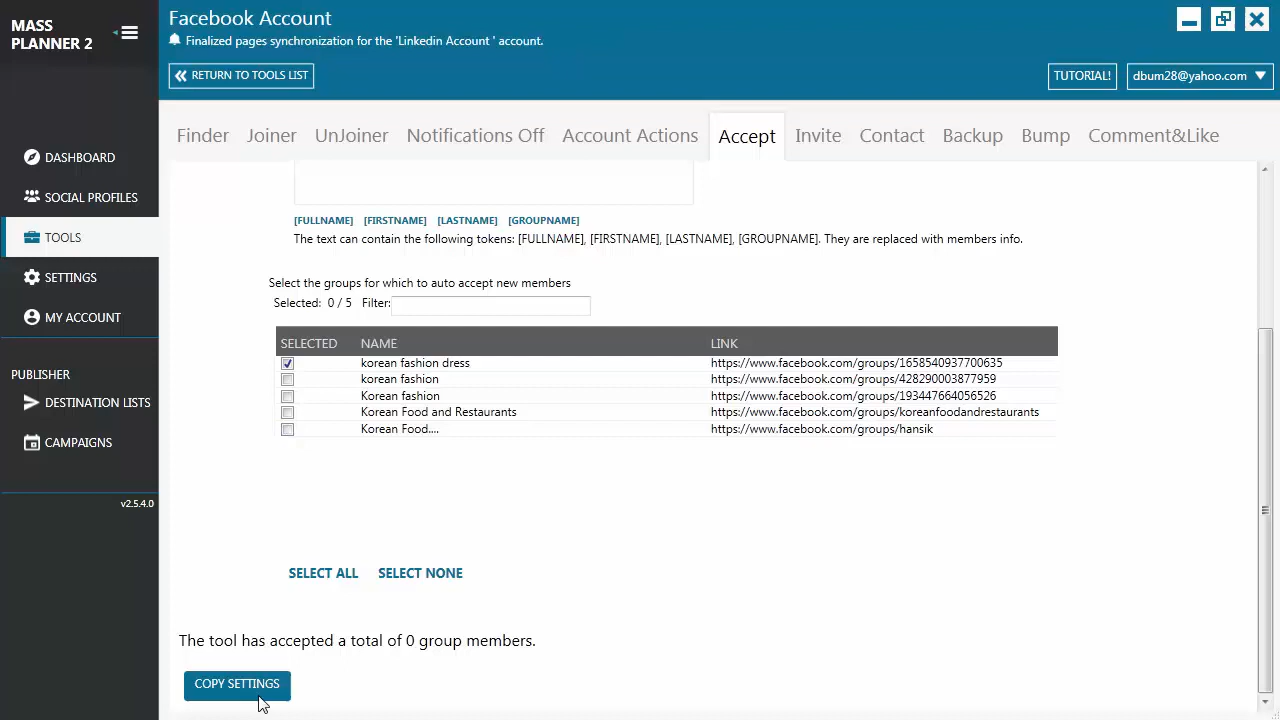 MASS
PLANNER 2
Facebook Account
Finalized pages synchronization for the 'Linkedin Account ' account.
RETURN TO TOOLS LIST
TUTORIAL!
dbum28@yahoo.com
Finder Joiner UnJoiner Notifications Off Account Actions Accept Invite Contact Backup Bump Comment&Like
DASHBOARD
SOCIAL PROFILES
TOOLS
SETTINGS
MY ACCOUNT
PUBLISHER
DESTINATION LISTS
CAMPAIGNS
v2.5.4.0
[FULLNAME] [FIRSTNAME] [LASTNAME] [GROUPNAME]
The text can contain the following tokens: [FULLNAME], [FIRSTNAME], [LASTNAME], [GROUPNAME]. They are replaced with members info.
Select the groups for which to auto accept new members
Selected: 0 / 5 Filter:
SELECTED NAME LINK
korean fashion dress https://www.facebook.com/groups/1658540937700635
korean fashion https://www.facebook.com/groups/428290003877959
Korean fashion https://www.facebook.com/groups/193447664056526
Korean Food and Restaurants https://www.facebook.com/groups/koreanfoodandrestaurants
Korean Food.... https://www.facebook.com/groups/hansik
SELECT ALL SELECT NONE
The tool has accepted a total of 0 group members.
COPY SETTINGS